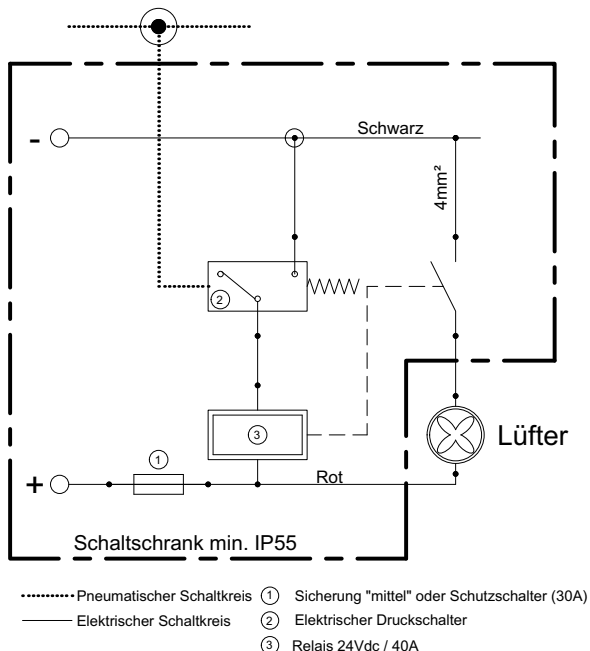 -
Schwarz
4mm²
2
3
Lüfter
1
+
Rot
Schaltschrank min. IP55
Pneumatischer Schaltkreis
1 Sicherung "mittel" oder Schutzschalter (30A)
Elektrischer Schaltkreis
2 Elektrischer Druckschalter
3 Relais 24Vdc / 40A